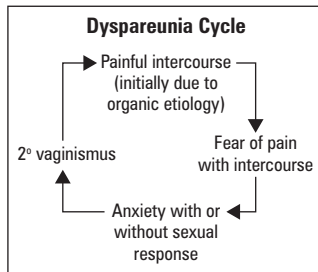 Dyspareunia Cycle
Painful intercourse
(initially due to
organic etiology)
Fear of pain
with intercourse
2º vaginismus
Anxiety with or
without sexual
response